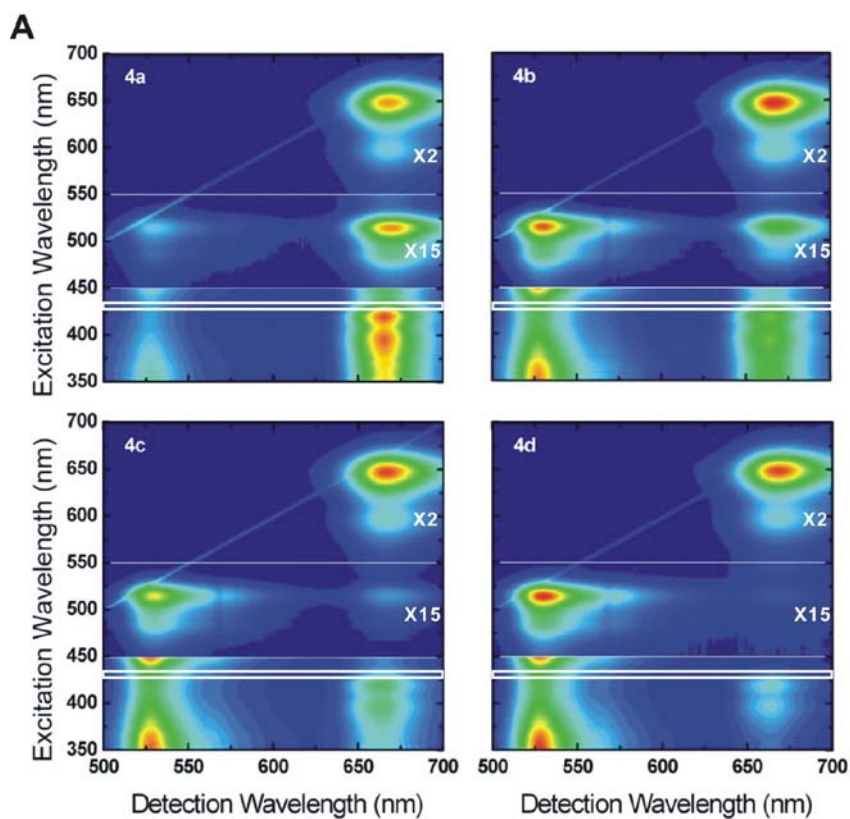 A
4a
4b
Excitation Wavelength (nm)
700
650
600
550
500
450
400
350
X2
X15
X2
X15
4c
4d
Excitation Wavelength (nm)
700
650
600
550
500
450
400
350
X2
X15
X2
X15
500 550 600 650 700
500 550 600 650 700
Detection Wavelength (nm)
Detection Wavelength (nm)